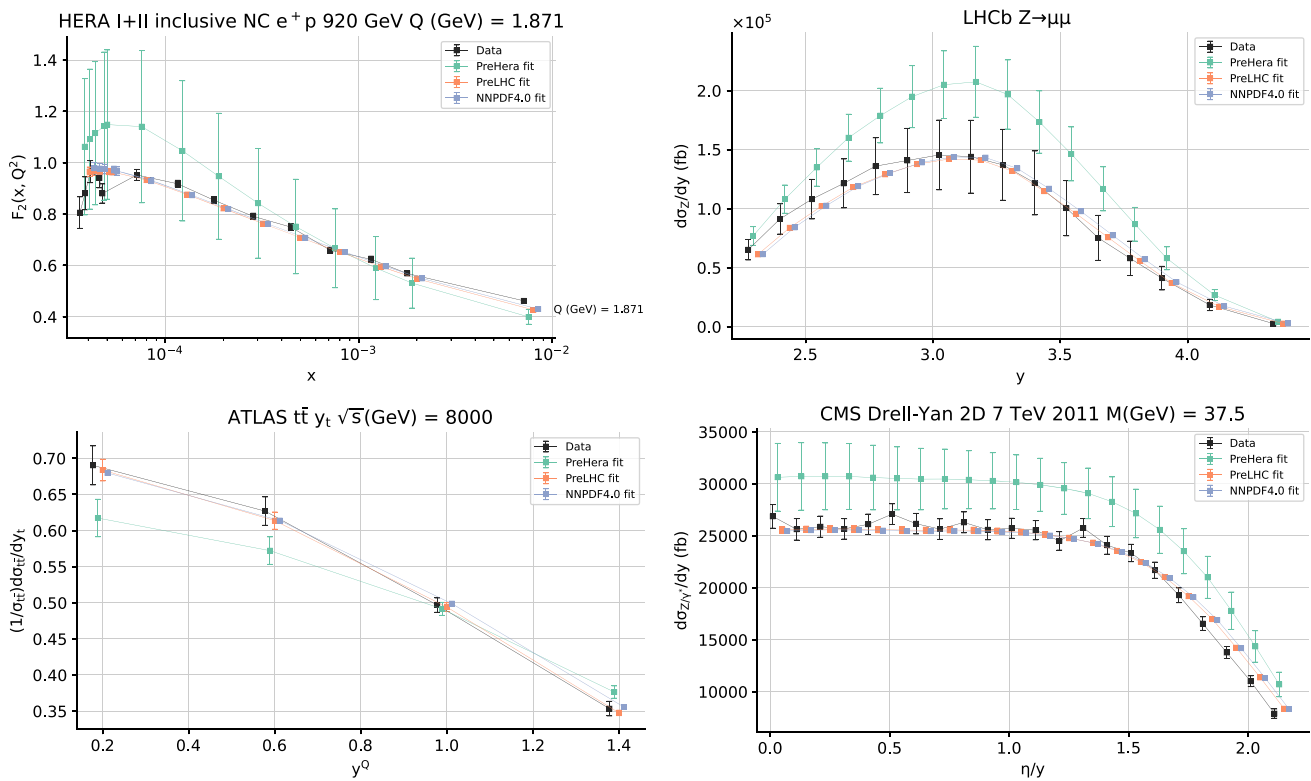 HERA I+II inclusive NC e⁺p 920 GeV Q (GeV) = 1.871
F₂(x, Q²)
1.4
1.2
1.0
0.8
0.6
0.4
Data
PreHera fit
PreLHC fit
NNPDF4.0 fit
Q (GeV) = 1.871
10⁻⁴
10⁻³
10⁻²
x
LHCb Z→μμ
×10⁵
dσ_Z/dy (fb)
2.0
1.5
1.0
0.5
0.0
Data
PreHera fit
PreLHC fit
NNPDF4.0 fit
2.5 3.0 3.5 4.0
y
ATLAS tt̄ y_t √s(GeV) = 8000
(1/σ_tt̄)dσ_tt̄/dy_t
0.70
0.65
0.60
0.55
0.50
0.45
0.40
0.35
Data
PreHera fit
PreLHC fit
NNPDF4.0 fit
0.2 0.4 0.6 0.8 1.0 1.2 1.4
y^Q
CMS Drell-Yan 2D 7 TeV 2011 M(GeV) = 37.5
dσ_Z/γ*/dy (fb)
35000
30000
25000
20000
15000
10000
Data
PreHera fit
PreLHC fit
NNPDF4.0 fit
0.0 0.5 1.0 1.5 2.0
η/y